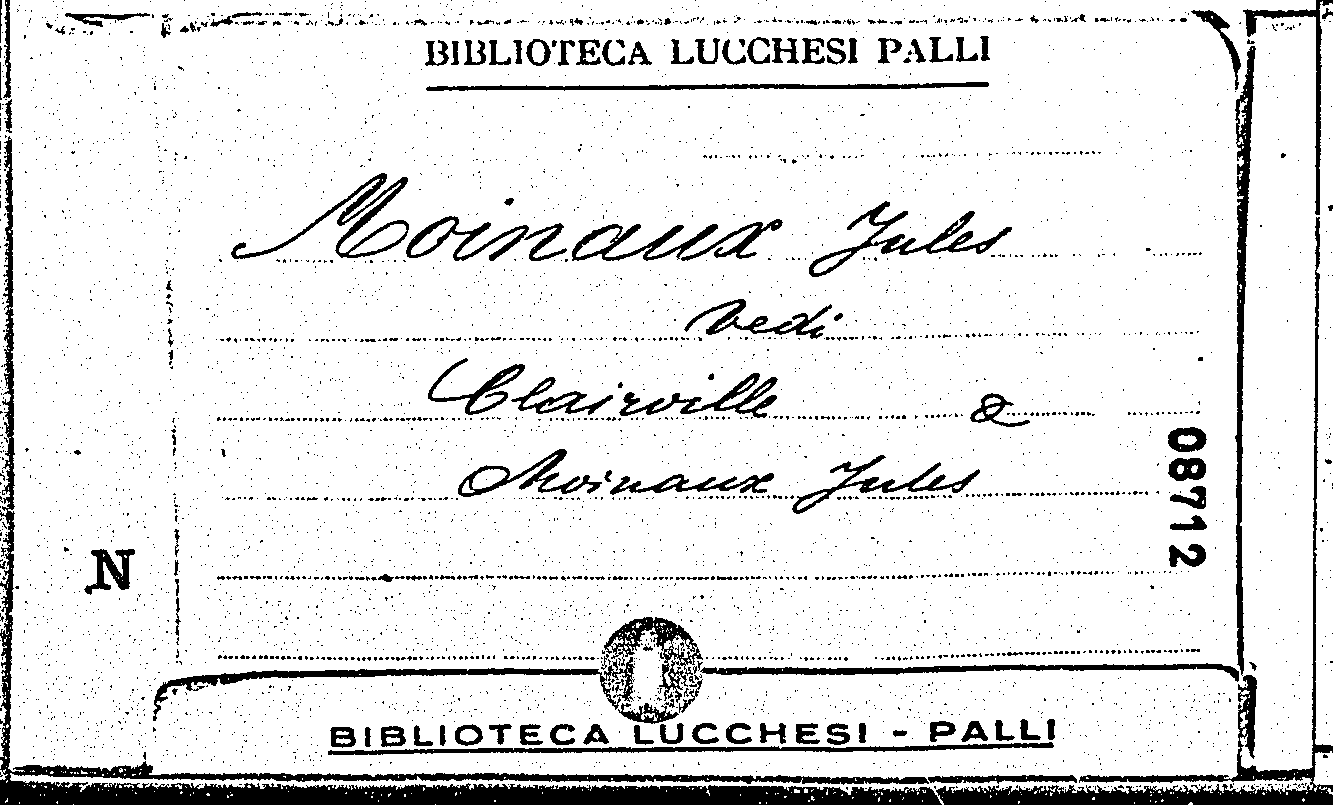 BIBLIOTECA LUCCHESI PALLI
Moinaux Jules
vedi
Clairville &
Moinaux Jules
08712
N
BIBLIOTECA LUCCHESI - PALLI